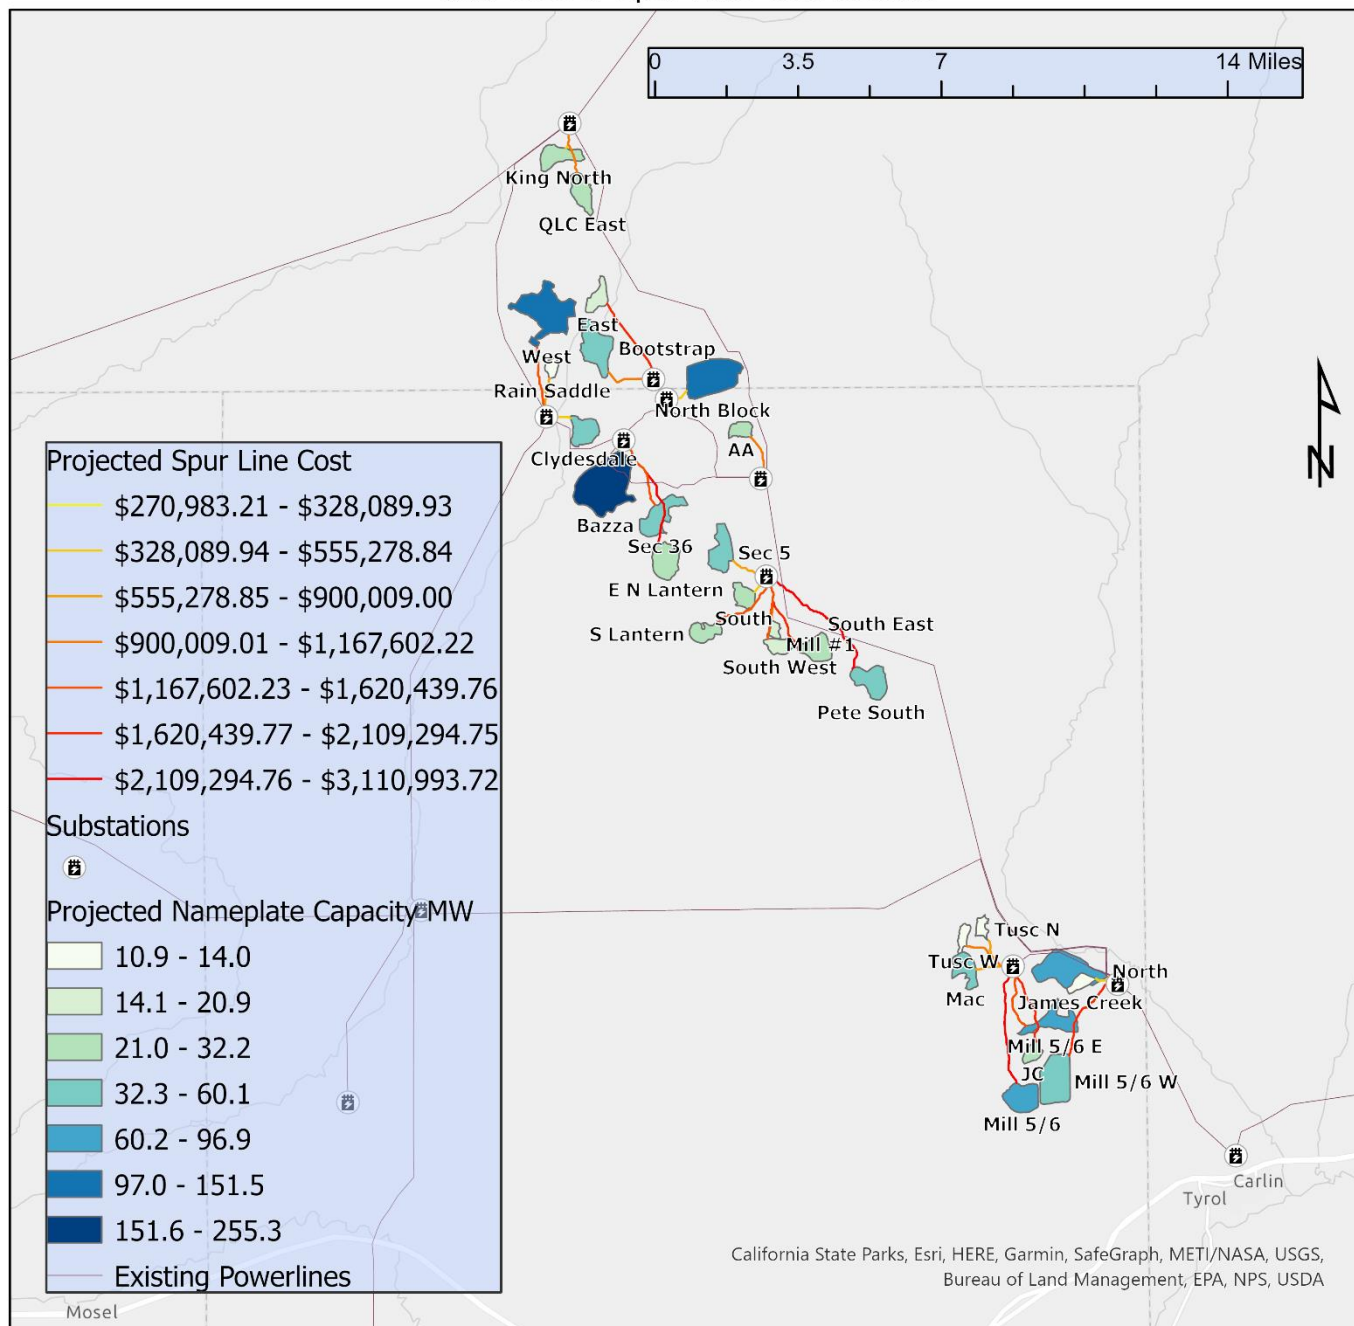 0 3.5 7 14 Miles
King North
QLC East
East
West
Bootstrap
Rain Saddle
North Block
AA
Clydesdale
Bazza
Sec 36
Sec 5
E N Lantern
South
S Lantern
South East
Mill #1
South West
Pete South
N
Projected Spur Line Cost
$270,983.21 - $328,089.93
$328,089.94 - $555,278.84
$555,278.85 - $900,009.00
$900,009.01 - $1,167,602.22
$1,167,602.23 - $1,620,439.76
$1,620,439.77 - $2,109,294.75
$2,109,294.76 - $3,110,993.72
Substations
Projected Nameplate Capacity MW
10.9 - 14.0
14.1 - 20.9
21.0 - 32.2
32.3 - 60.1
60.2 - 96.9
97.0 - 151.5
151.6 - 255.3
Existing Powerlines
Tusc N
Tusc W
North
Mac
James Creek
Mill 5/6 E
JC
Mill 5/6 W
Mill 5/6
Carlin
Tyrol
Mosel
California State Parks, Esri, HERE, Garmin, SafeGraph, METI/NASA, USGS,
Bureau of Land Management, EPA, NPS, USDA